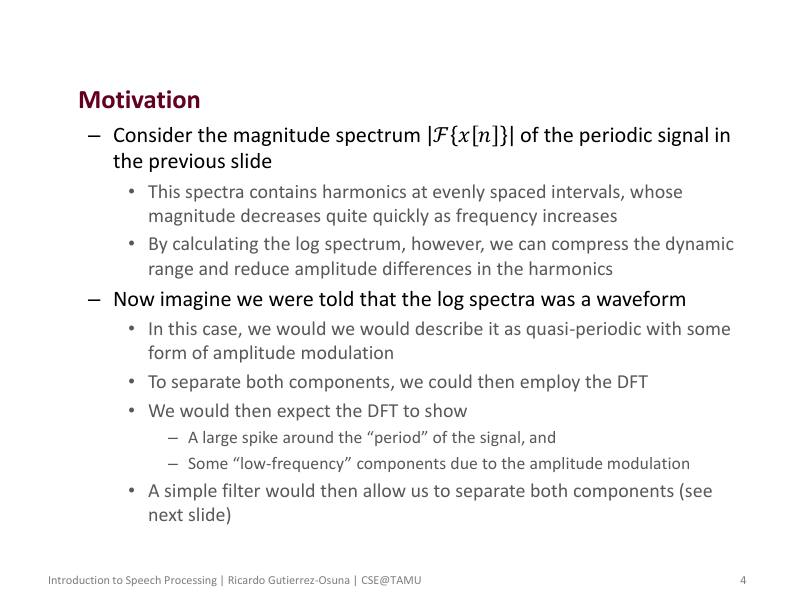 Motivation
– Consider the magnitude spectrum |ℱ{𝑥[𝑛]}| of the periodic signal in
the previous slide
• This spectra contains harmonics at evenly spaced intervals, whose
magnitude decreases quite quickly as frequency increases
• By calculating the log spectrum, however, we can compress the dynamic
range and reduce amplitude differences in the harmonics
– Now imagine we were told that the log spectra was a waveform
• In this case, we would we would describe it as quasi-periodic with some
form of amplitude modulation
• To separate both components, we could then employ the DFT
• We would then expect the DFT to show
– A large spike around the “period” of the signal, and
– Some “low-frequency” components due to the amplitude modulation
• A simple filter would then allow us to separate both components (see
next slide)
Introduction to Speech Processing | Ricardo Gutierrez-Osuna | CSE@TAMU 4